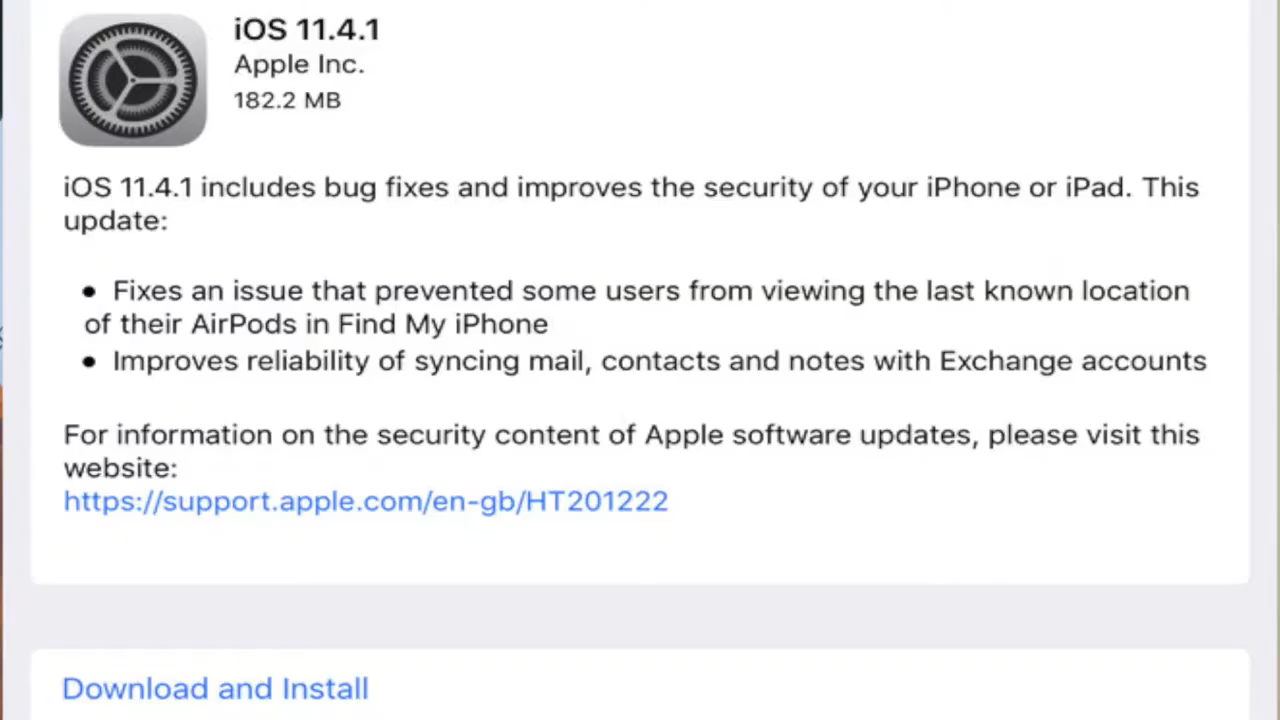 iOS 11.4.1
Apple Inc.
182.2 MB
iOS 11.4.1 includes bug fixes and improves the security of your iPhone or iPad. This
update:
• Fixes an issue that prevented some users from viewing the last known location
of their AirPods in Find My iPhone
• Improves reliability of syncing mail, contacts and notes with Exchange accounts
For information on the security content of Apple software updates, please visit this
website:
https://support.apple.com/en-gb/HT201222
Download and Install